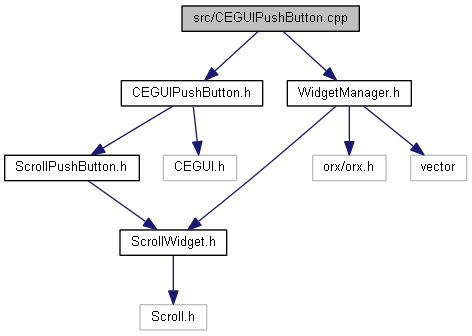 src/CEGUIPushButton.cpp
CEGUIPushButton.h
WidgetManager.h
ScrollPushButton.h
CEGUI.h
orx/orx.h
vector
ScrollWidget.h
Scroll.h